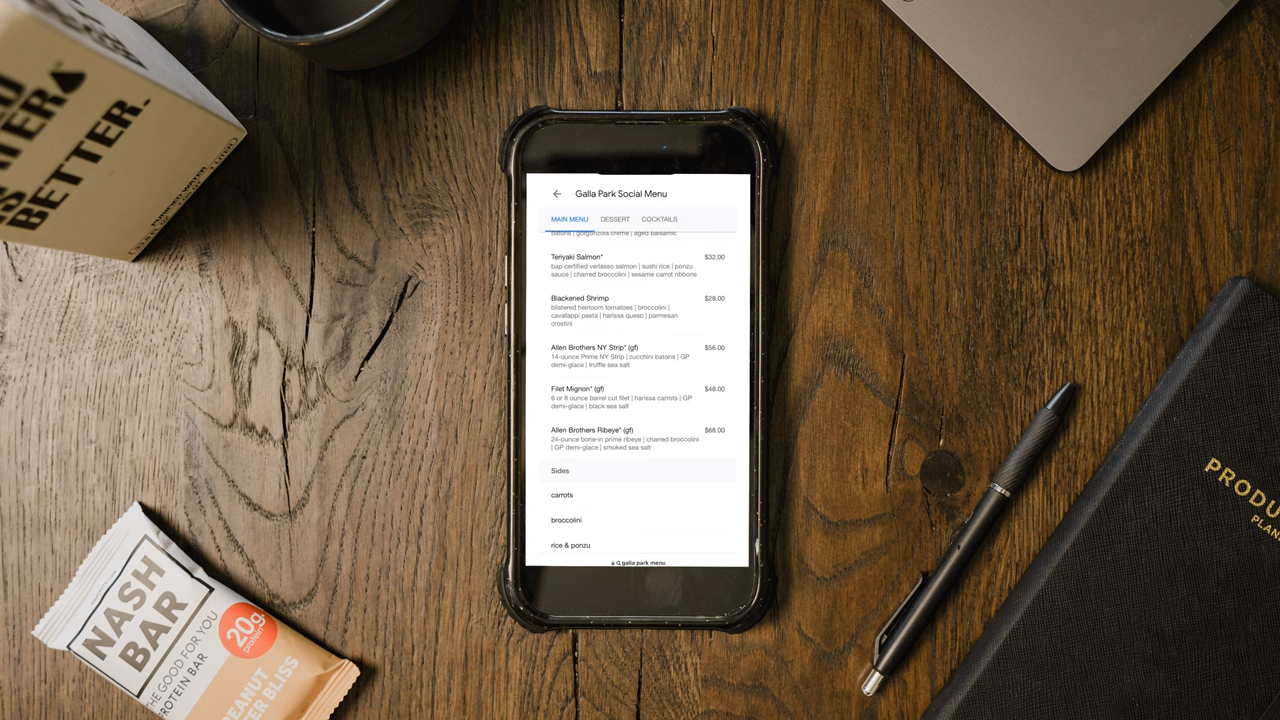 BETTER.
Galla Park Social Menu
MAIN MENU DESSERT COCKTAILS
batons | gorgonzola creme | aged balsamic
Teriyaki Salmon* $32.00
bap certified verlasso salmon | sushi rice | ponzu
sauce | charred broccolini | sesame carrot ribbons
Blackened Shrimp $28.00
blistered heirloom tomatoes | broccolini |
cavatappi pasta | harissa queso | parmesan
crostini
Allen Brothers NY Strip* (gf) $56.00
14-ounce Prime NY Strip | zucchini batons | GP
demi-glace | truffle sea salt
Filet Mignon* (gf) $48.00
6 or 8 ounce barrel cut filet | harissa carrots | GP
demi-glace | black sea salt
Allen Brothers Ribeye* (gf) $68.00
24-ounce bone-in prime ribeye | charred broccolini
| GP demi-glace | smoked sea salt
Sides
carrots
broccolini
rice & ponzu
galla park menu
NASH
BAR
THE GOOD FOR YOU
PROTEIN BAR
20g
protein
EANUT
ER BLISS
PRODU
PLAN